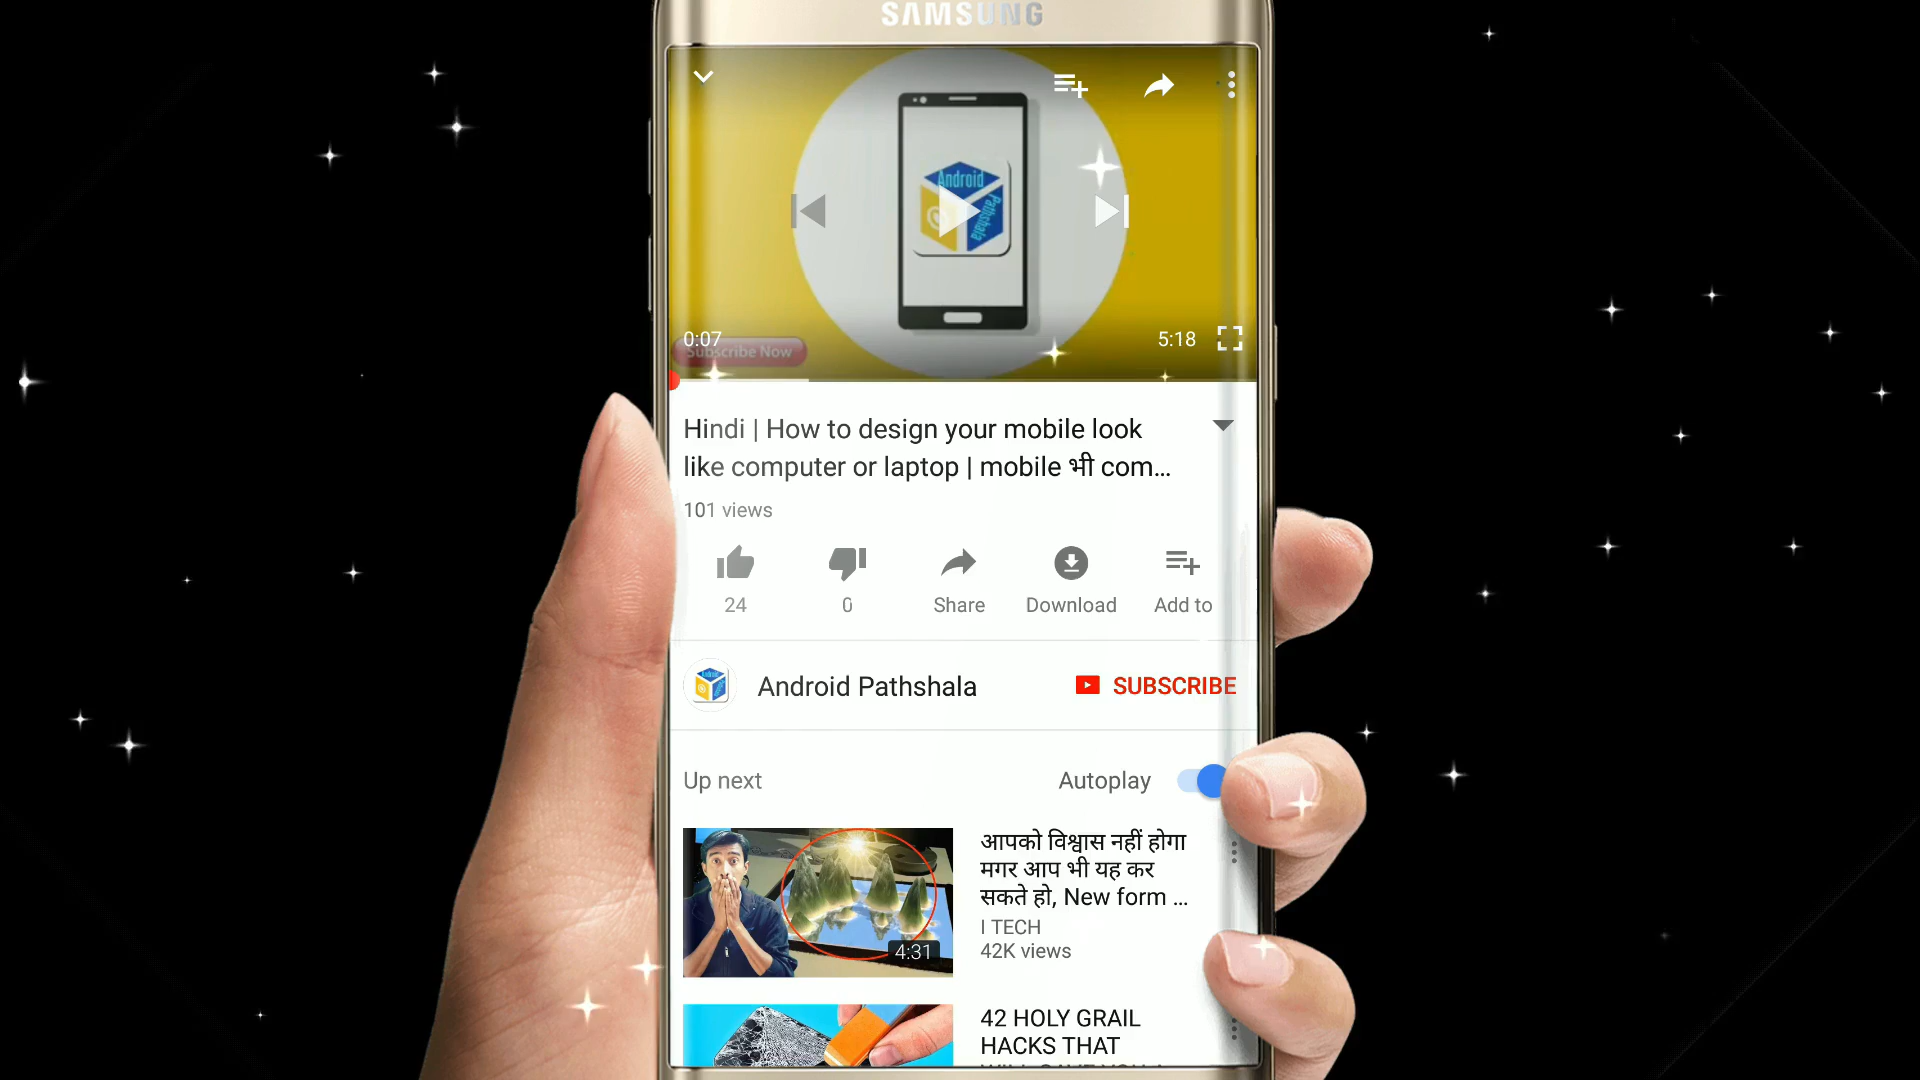 SAMSUNG
Android
Pathshala
0:07
5:18
Subscribe Now
Hindi | How to design your mobile look
like computer or laptop | mobile भी com...
101 views
24
0
Share
Download
Add to
Android Pathshala
SUBSCRIBE
Up next
Autoplay
आपको विश्वास नहीं होगा
मगर आप भी यह कर
सकते हो, New form ...
I TECH
42K views
4:31
42 HOLY GRAIL
HACKS THAT